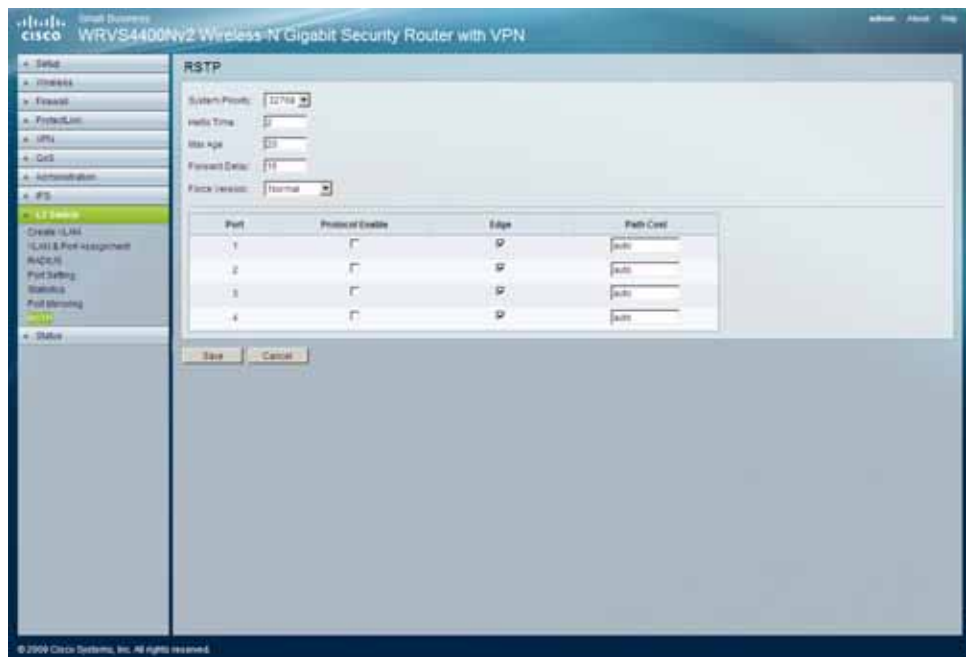 Small Business
cisco WRVS4400Nv2 Wireless-N Gigabit Security Router with VPN
admin About Help
Setup
Wireless
Firewall
ProtectLink
VPN
QoS
Administration
IPS
L2 Switch
Create VLAN
VLAN & Port Assignment
RADIUS
Port Setting
Statistics
Port Mirroring
RSTP
Status
RSTP
System Priority: 32768
Hello Time: 2
Max Age: 20
Forward Delay:
Force Version: Normal
Port Protocol Enable Edge Path Cost
1 auto
2 auto
3 auto
4 auto
Save Cancel
© 2009 Cisco Systems, Inc. All rights reserved.